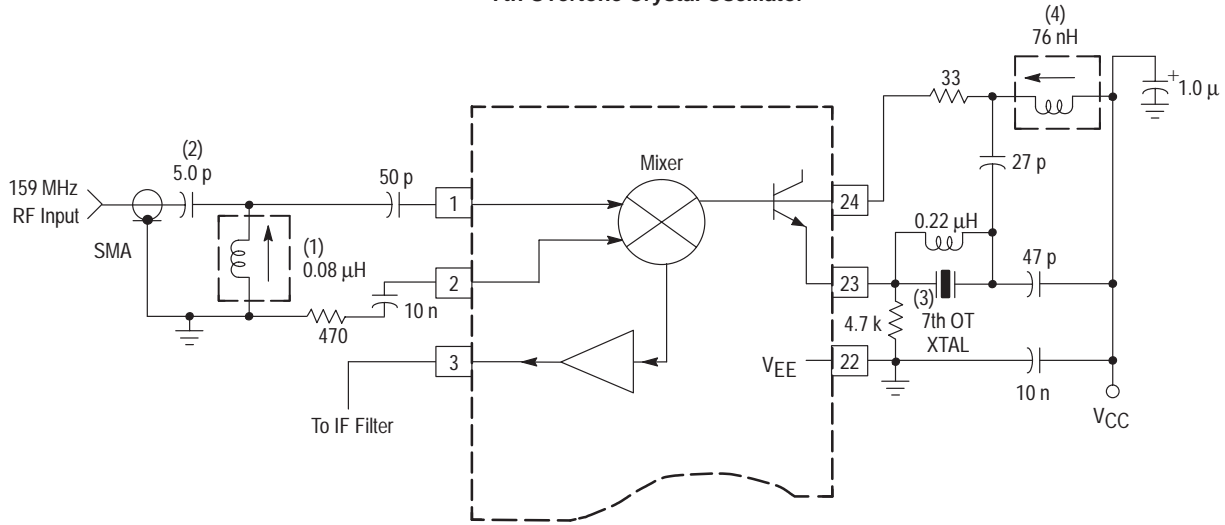 Overtone Crystal Oscillator
(4)
76 nH
33
+
1.0 µ
(2)
5.0 p
50 p
Mixer
27 p
159 MHz
RF Input
1
24
SMA
(1)
0.08 µH
0.22 µH
47 p
2
10 n
470
23
(3)
7th OT
XTAL
4.7 k
3
VEE
22
10 n
To IF Filter
VCC